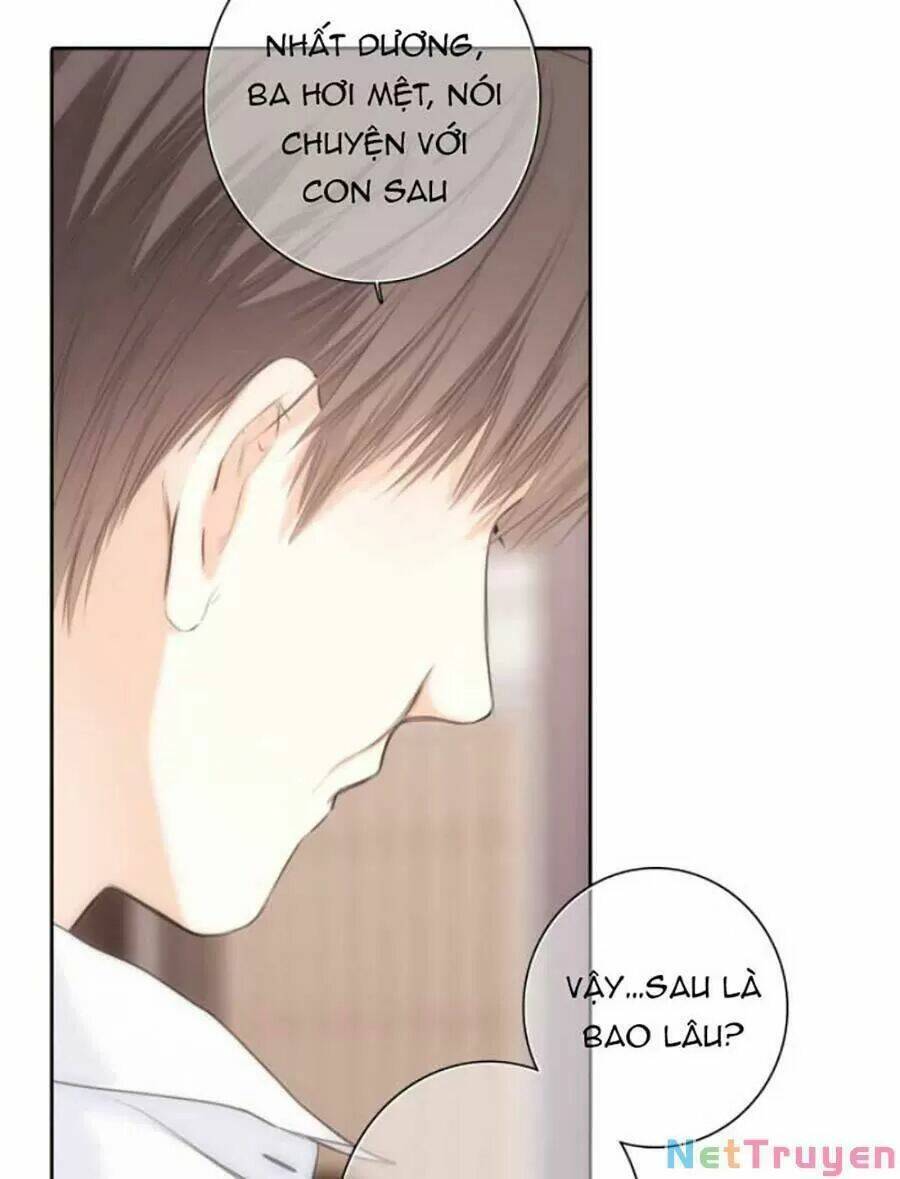 NHẤT DƯƠNG,
BA HƠI MỆT, NÓI
CHUYỆN VỚI
CON SAU
VẬY...SAU LÀ
BAO LÂU?
NETTRUYEN